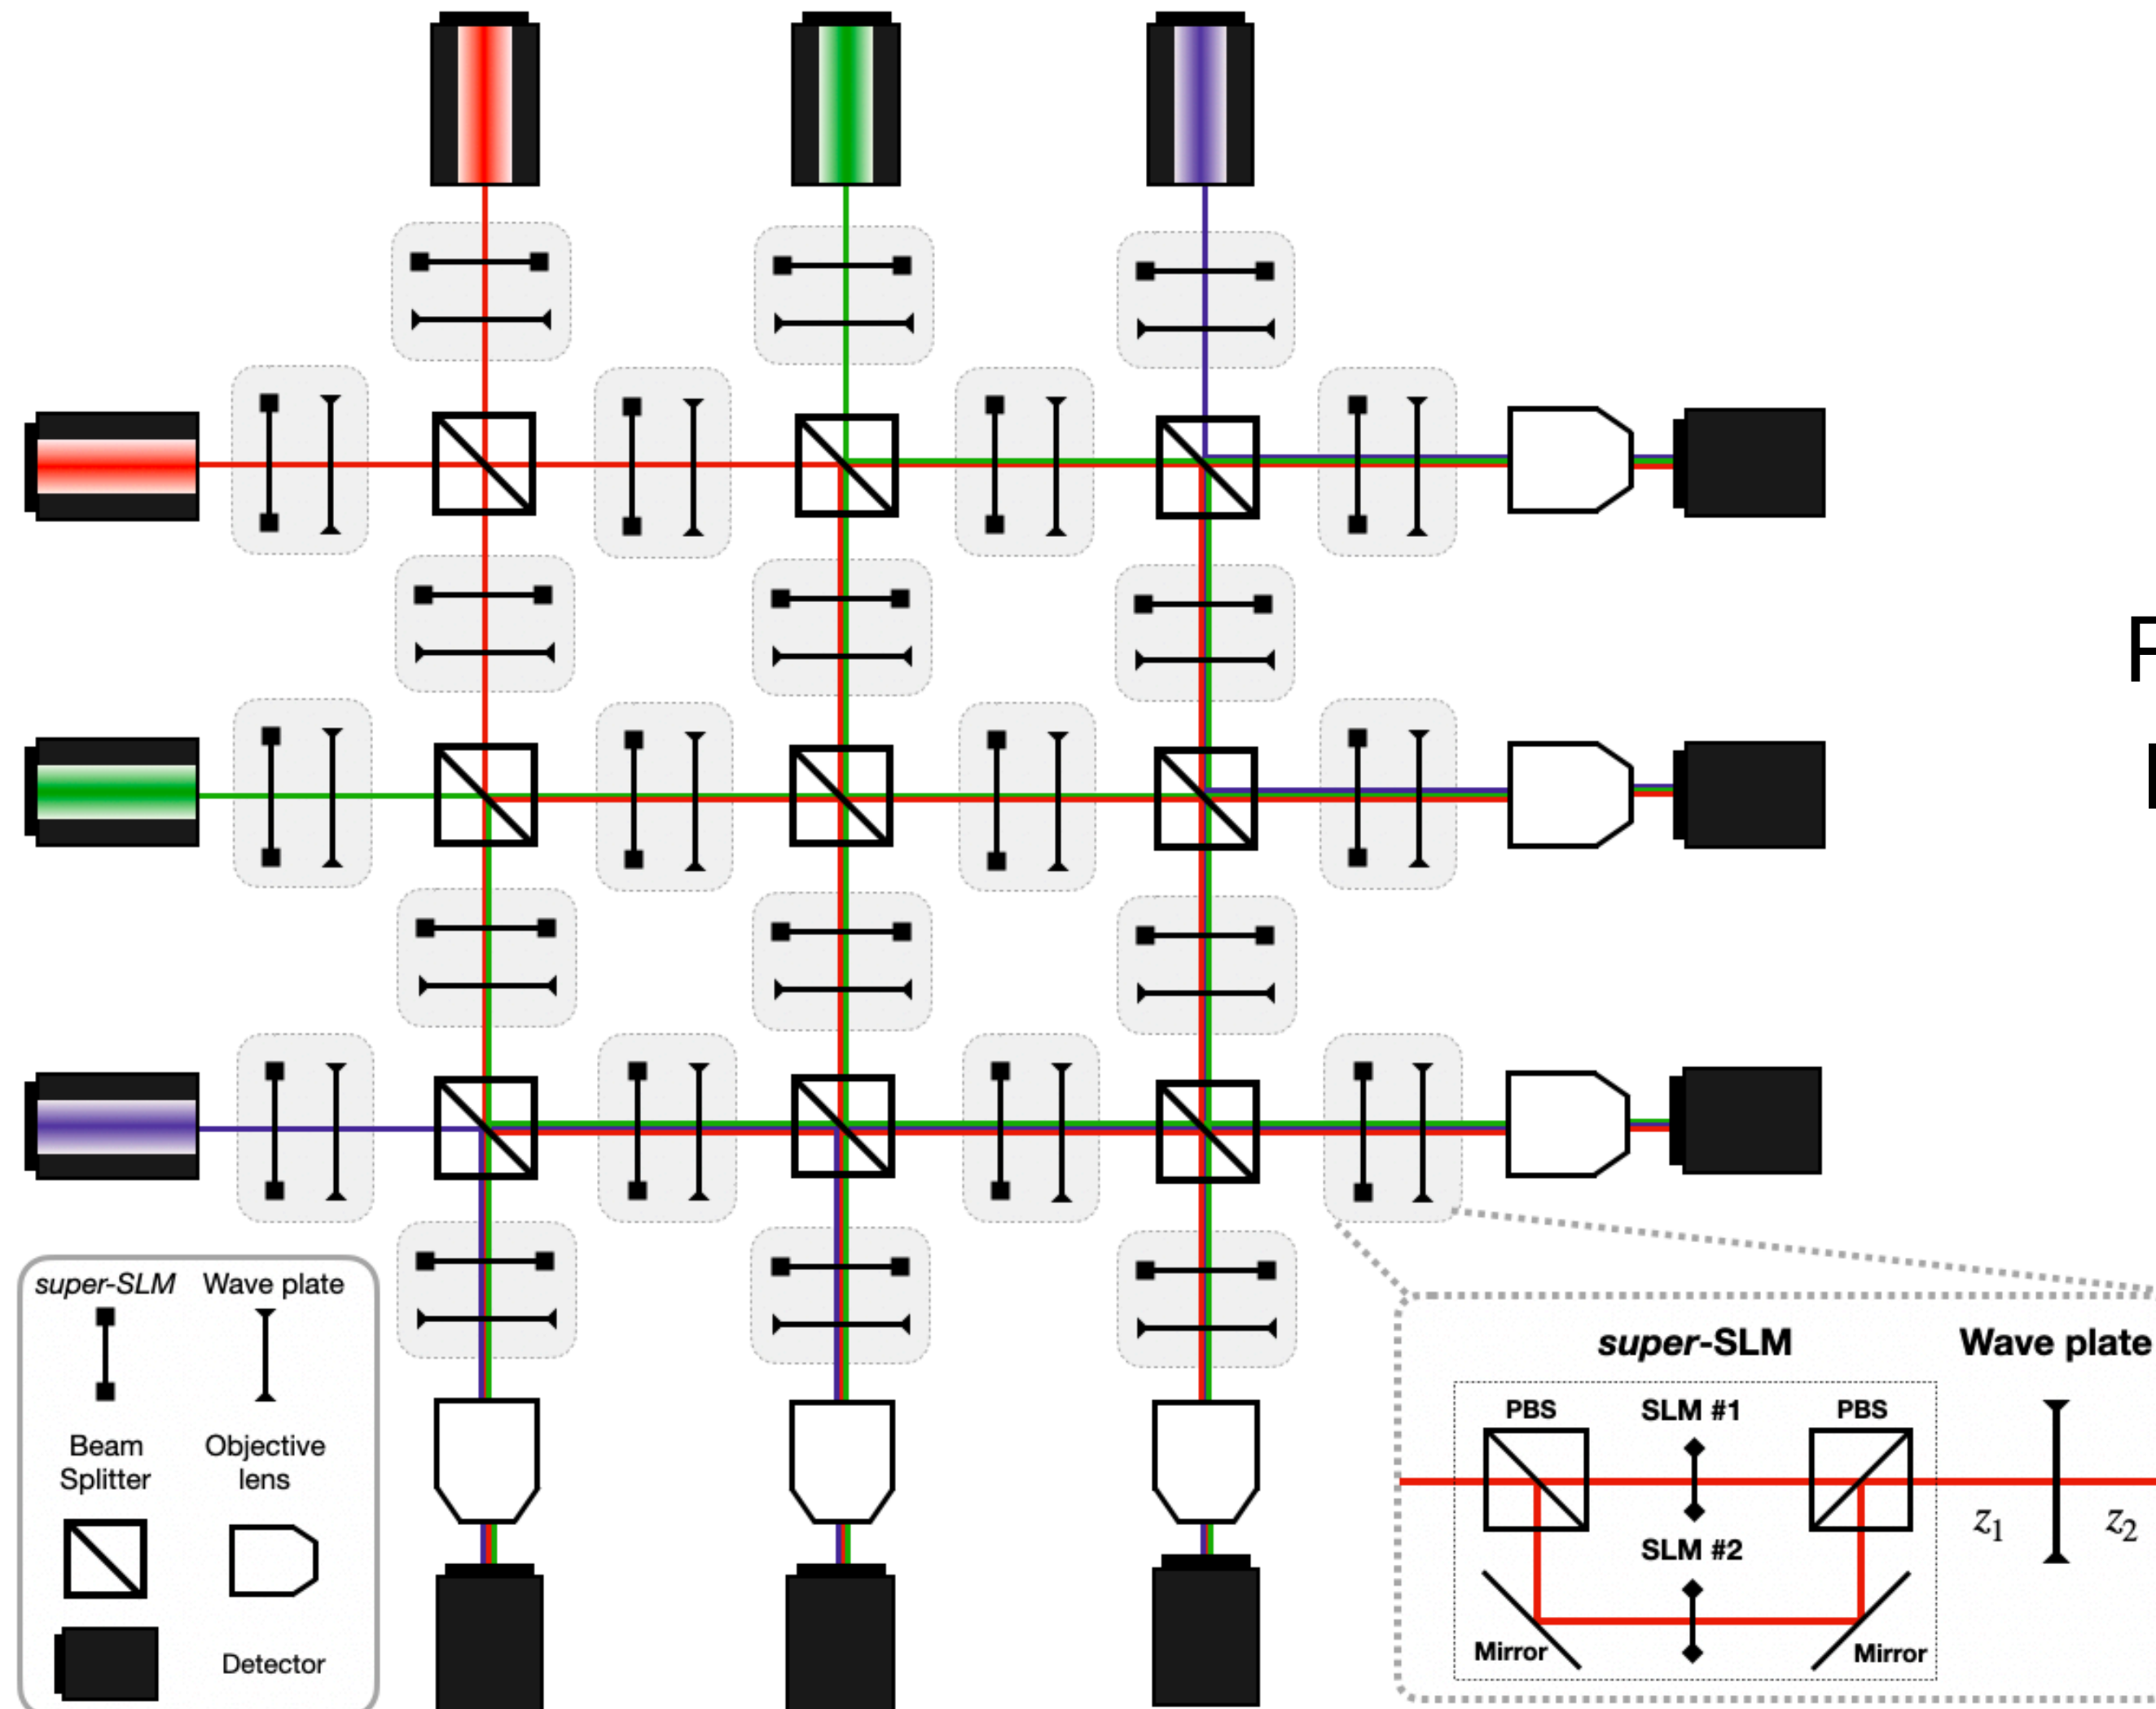 super-SLM Wave plate
Beam Splitter
Objective lens
Detector
super-SLM
Wave plate
PBS
SLM #1
PBS
z1
z2
SLM #2
Mirror
Mirror